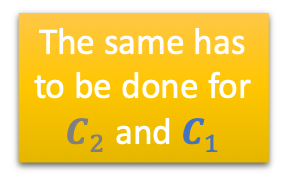 The same has
to be done for
C₂ and C₁